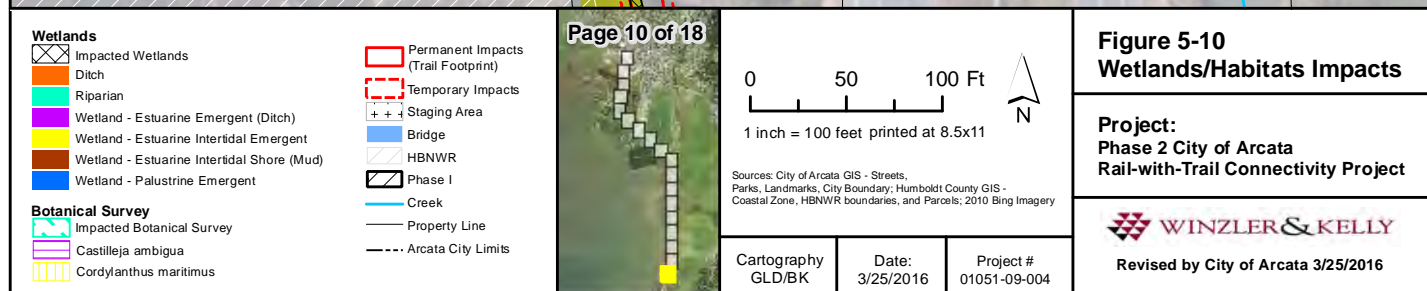 Wetlands
Impacted Wetlands
Ditch
Riparian
Wetland - Estuarine Emergent (Ditch)
Wetland - Estuarine Intertidal Emergent
Wetland - Estuarine Intertidal Shore (Mud)
Wetland - Palustrine Emergent
Botanical Survey
Impacted Botanical Survey
Castilleja ambigua
Cordylanthus maritimus
Permanent Impacts
(Trail Footprint)
Temporary Impacts
Staging Area
Bridge
HBNWR
Phase I
Creek
Property Line
Arcata City Limits
Page 10 of 18
0 50 100 Ft
N
1 inch = 100 feet printed at 8.5x11
Sources: City of Arcata GIS - Streets,
Parks, Landmarks, City Boundary; Humboldt County GIS -
Coastal Zone, HBNWR boundaries, and Parcels; 2010 Bing Imagery
Cartography
GLD/BK
Date:
3/25/2016
Project #
01051-09-004
Figure 5-10
Wetlands/Habitats Impacts
Project:
Phase 2 City of Arcata
Rail-with-Trail Connectivity Project
WINZLER & KELLY
Revised by City of Arcata 3/25/2016